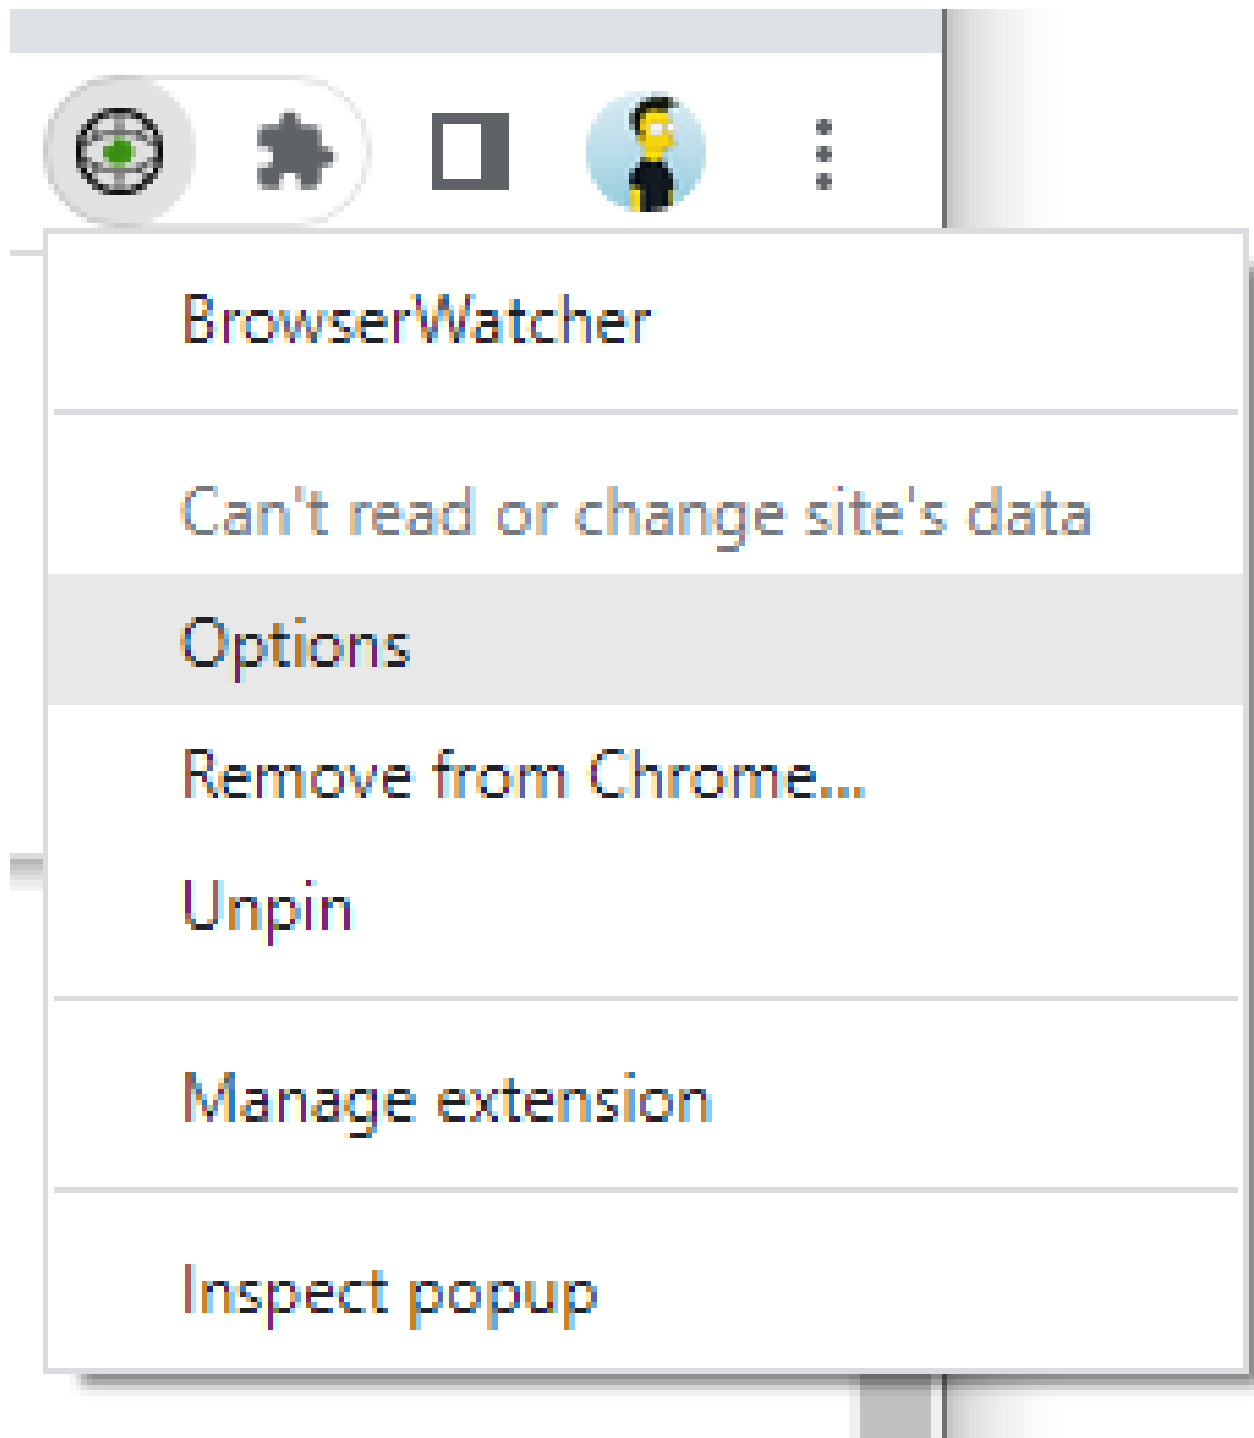 BrowserWatcher
Can't read or change site's data
Options
Remove from Chrome...
Unpin
Manage extension
Inspect popup